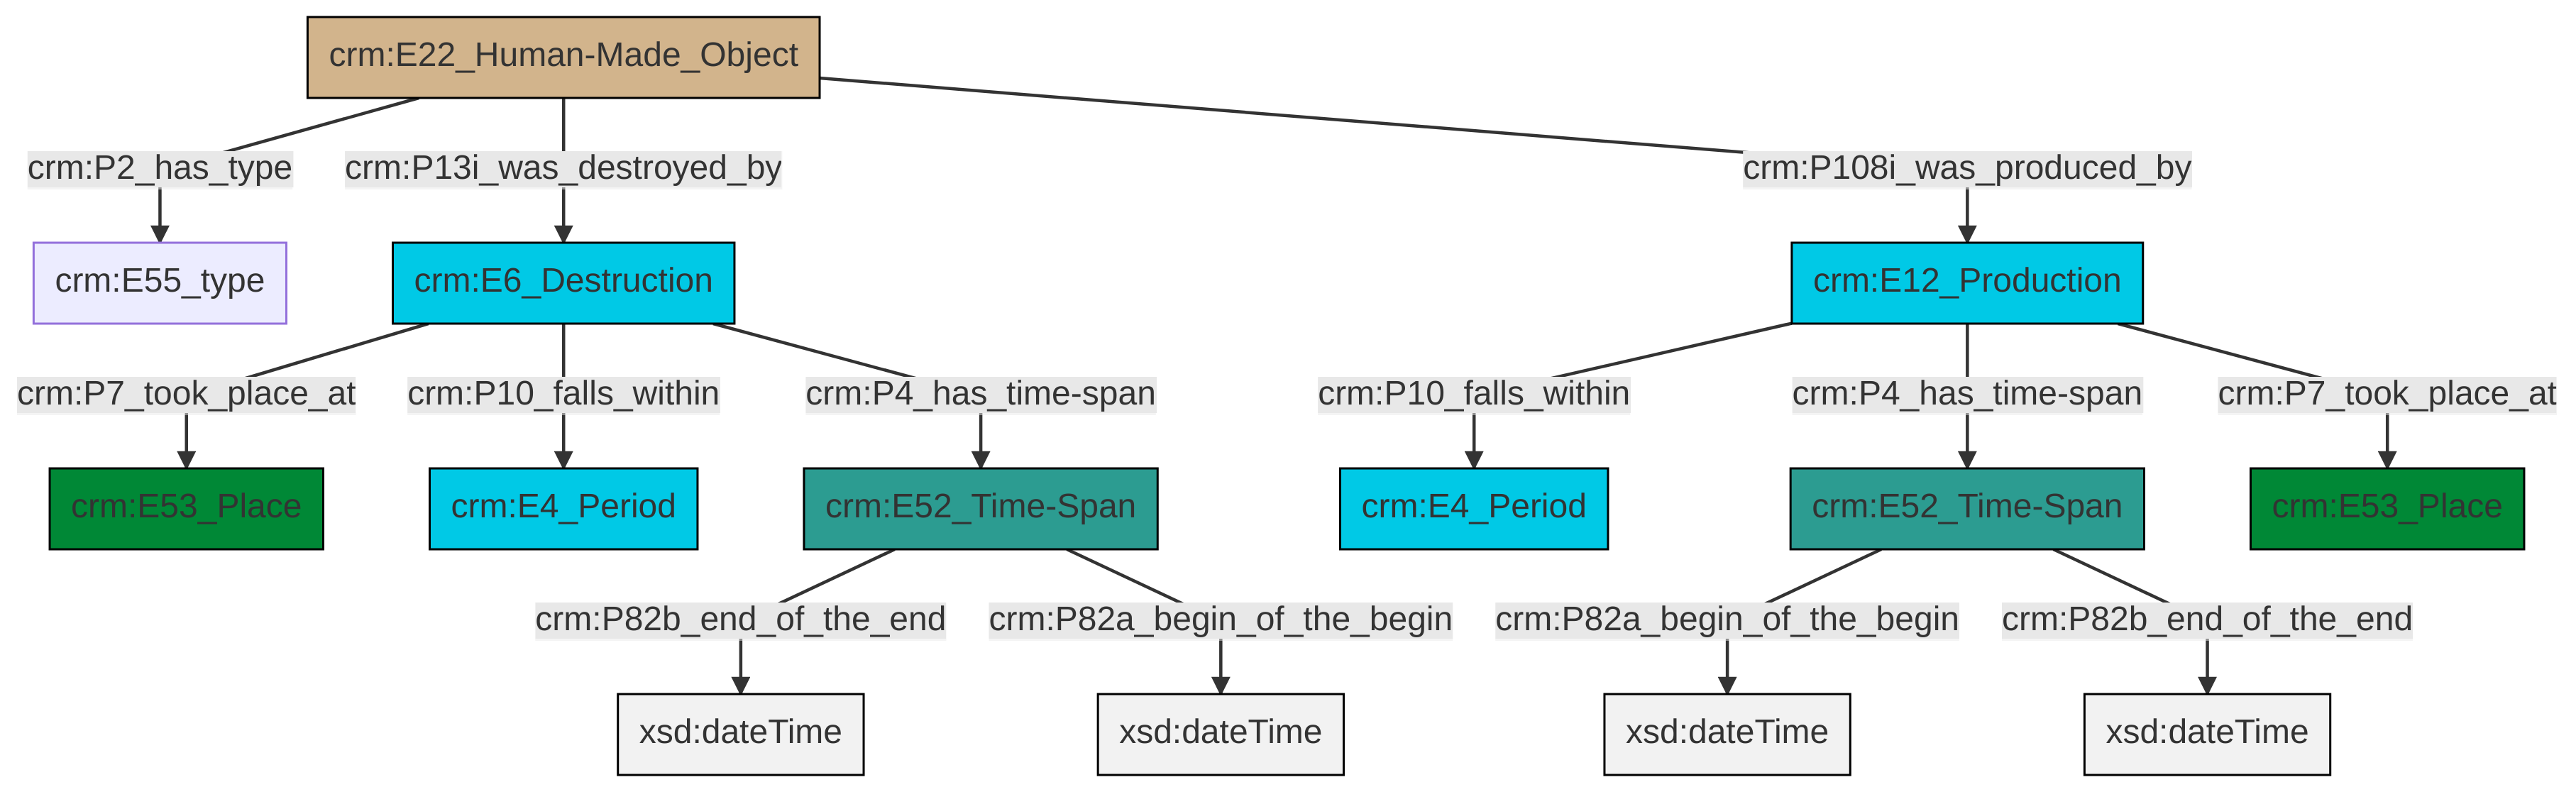 crm:E22_Human-Made_Object
crm:P2_has_type
crm:P13i_was_destroyed_by
crm:P108i_was_produced_by
crm:E55_type
crm:E6_Destruction
crm:E12_Production
crm:P7_took_place_at
crm:P10_falls_within
crm:P4_has_time-span
crm:P10_falls_within
crm:P4_has_time-span
crm:P7_took_place_at
crm:E53_Place
crm:E4_Period
crm:E52_Time-Span
crm:E4_Period
crm:E52_Time-Span
crm:E53_Place
crm:P82b_end_of_the_end
crm:P82a_begin_of_the_begin
crm:P82a_begin_of_the_begin
crm:P82b_end_of_the_end
xsd:dateTime
xsd:dateTime
xsd:dateTime
xsd:dateTime